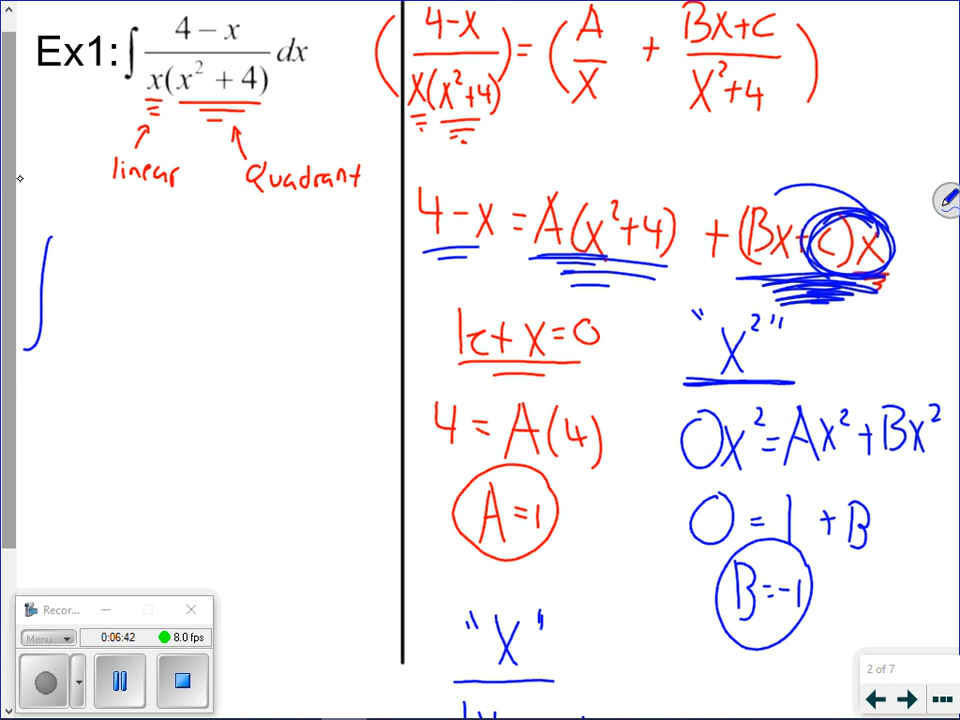 Ex1: ∫ (4 − x)/(x(x² + 4)) dx
linear
Quadrant
∫
( (4-x)/(x(x²+4)) ) = ( A/x + (Bx+C)/(x²+4) )
4-x = A(x²+4) + (Bx+C)x
let x=0
4 = A(4)
A=1
"x²"
0x² = Ax² + Bx²
0 = 1 + B
B=-1
"x"
Recor...
Menu
0:06:42
8.0 fps
2 of 7